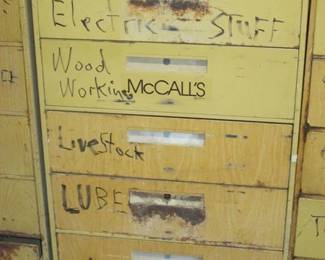 Electric STUFF
Wood
Working McCALL'S
LiveStock
LUBE